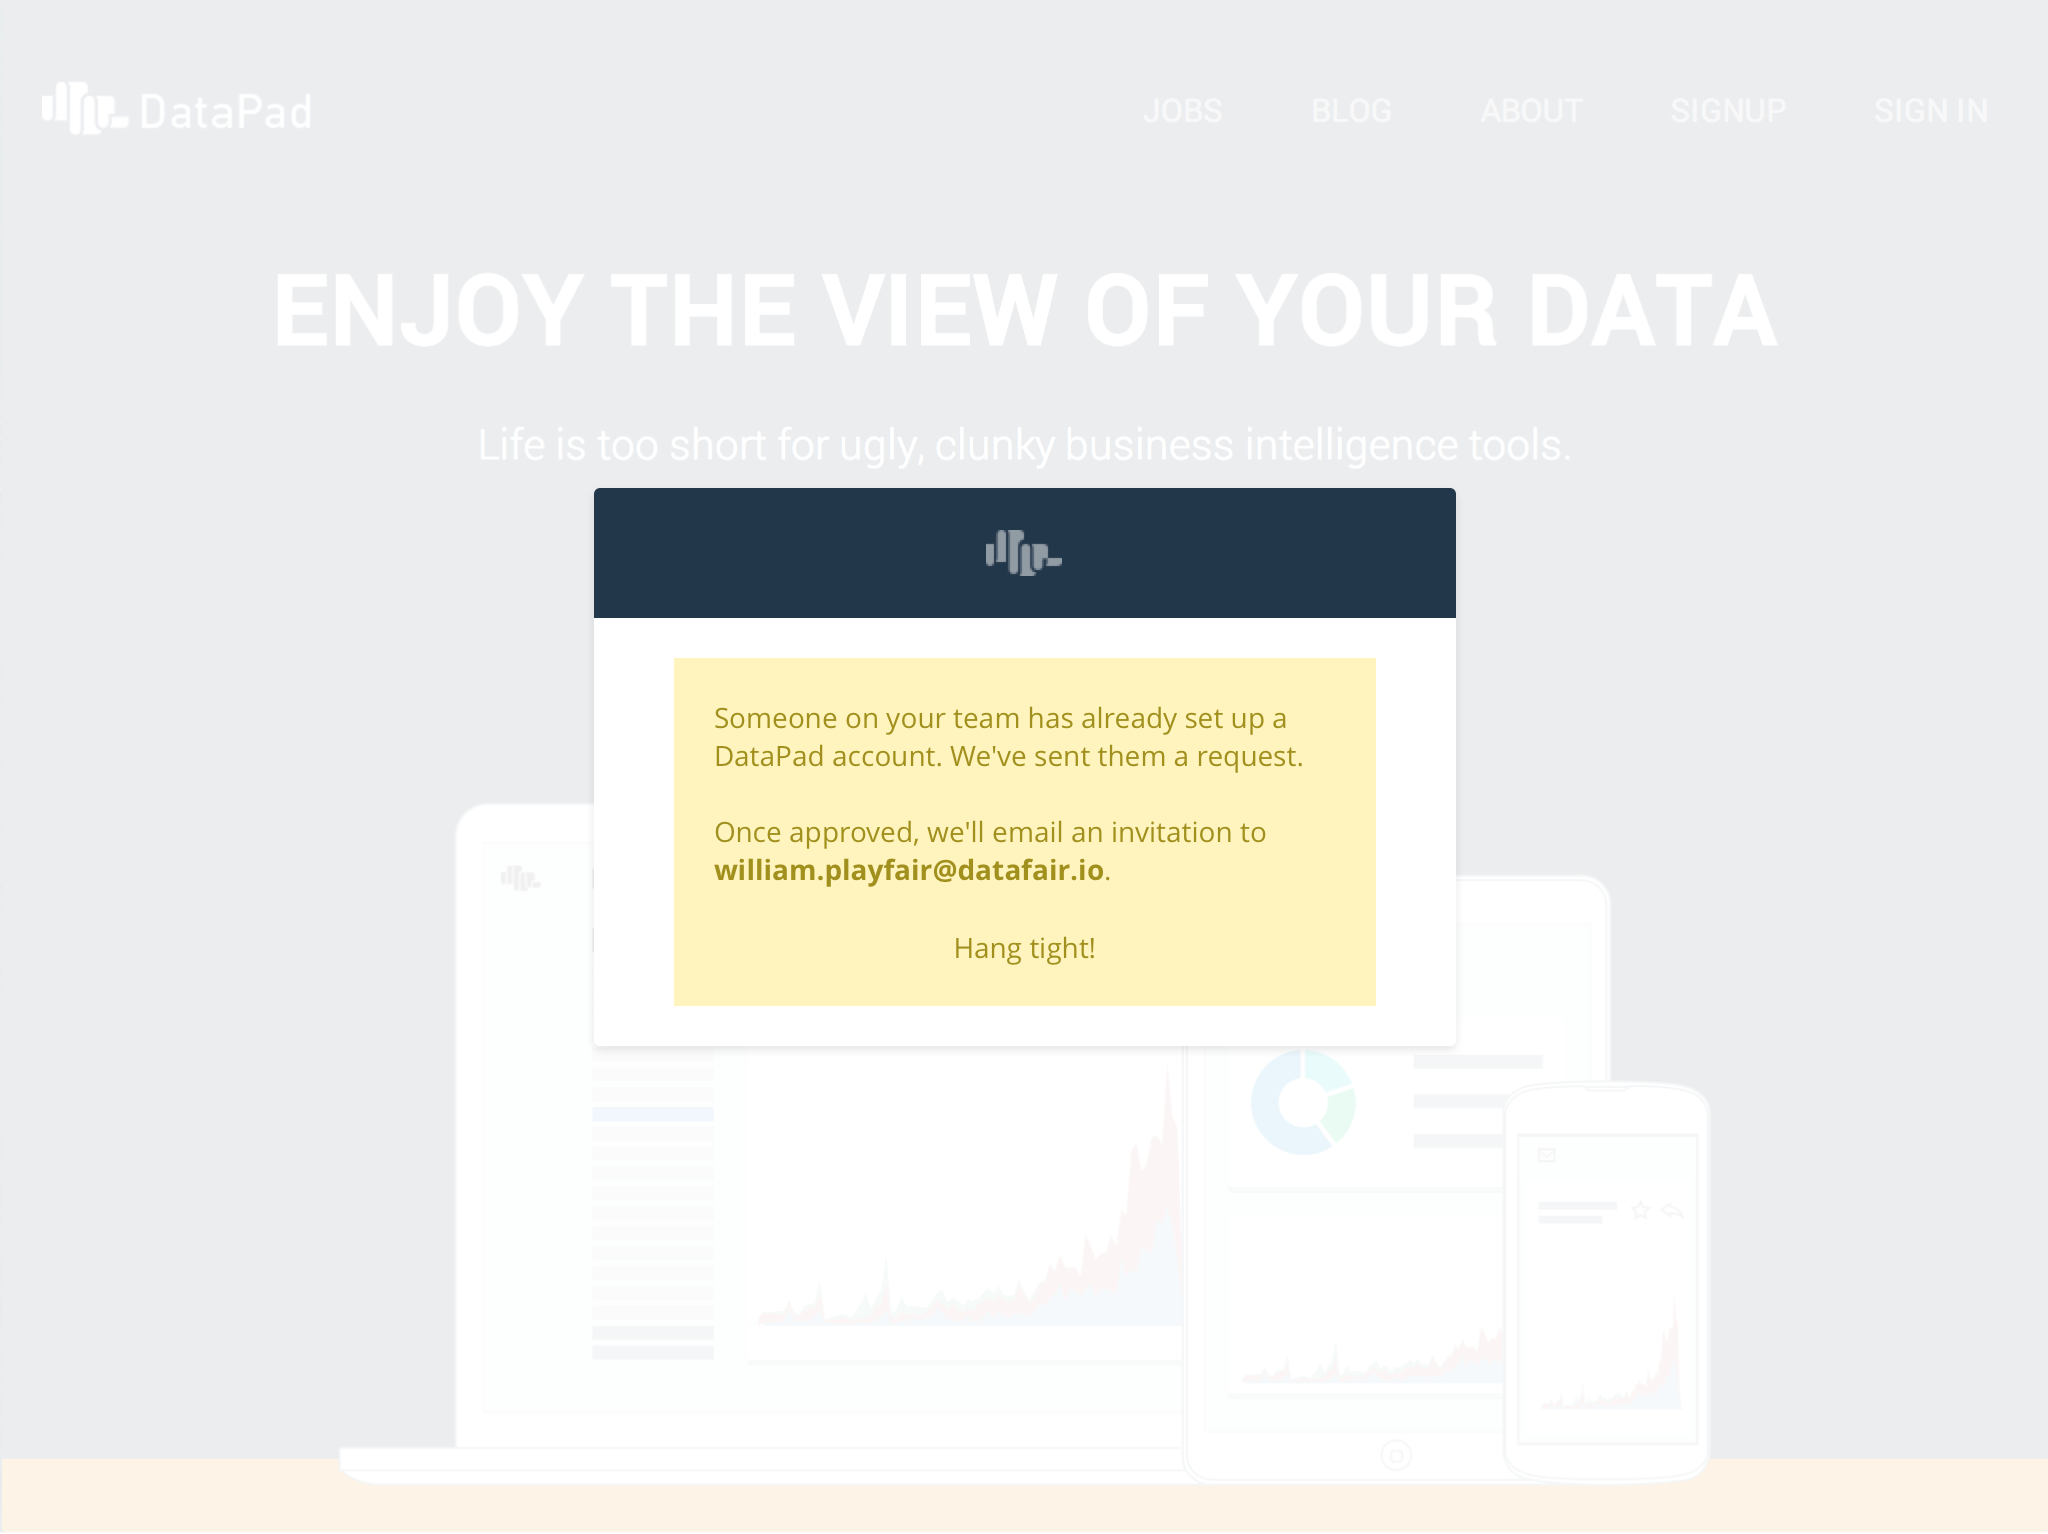 DataPad
JOBS
BLOG
ABOUT
SIGNUP
SIGN IN
ENJOY THE VIEW OF YOUR DATA
Life is too short for ugly, clunky business intelligence tools.
Someone on your team has already set up a
DataPad account. We've sent them a request.
Once approved, we'll email an invitation to
william.playfair@datafair.io.
Hang tight!